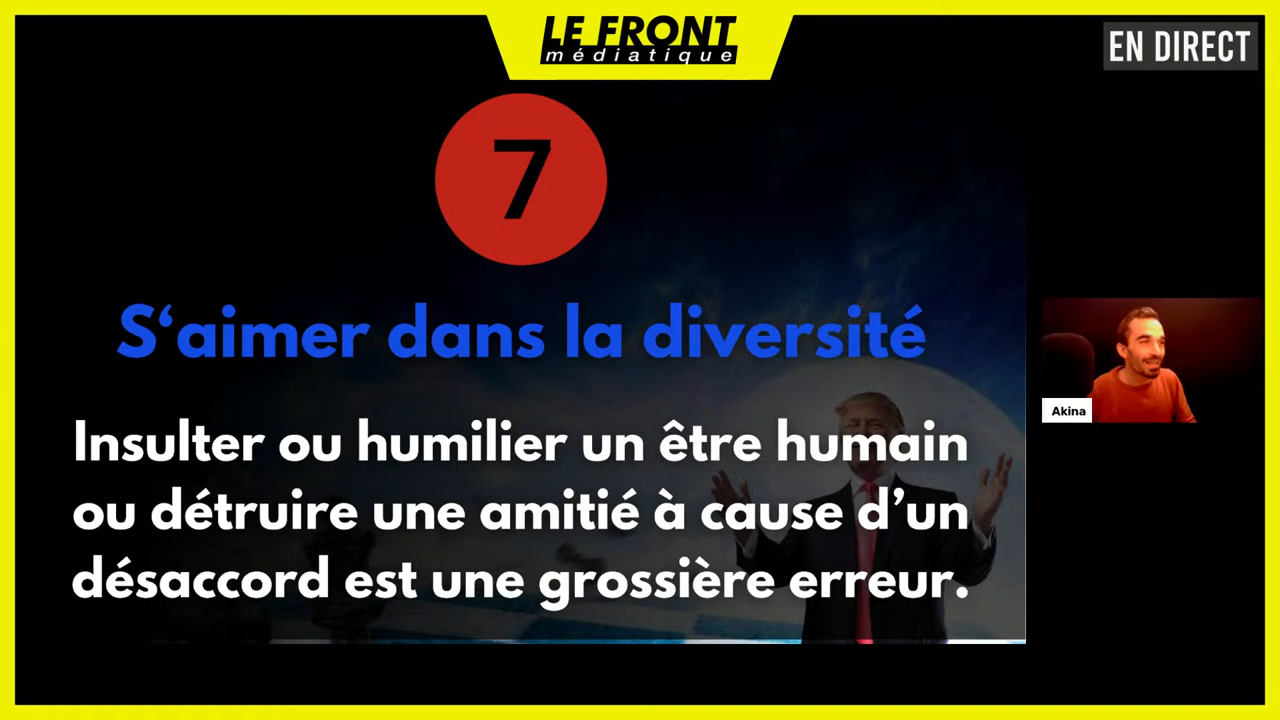 LE FRONT
médiatique
EN DIRECT
7
S‘aimer dans la diversité
Insulter ou humilier un être humain
ou détruire une amitié à cause d’un
désaccord est une grossière erreur.
Akina